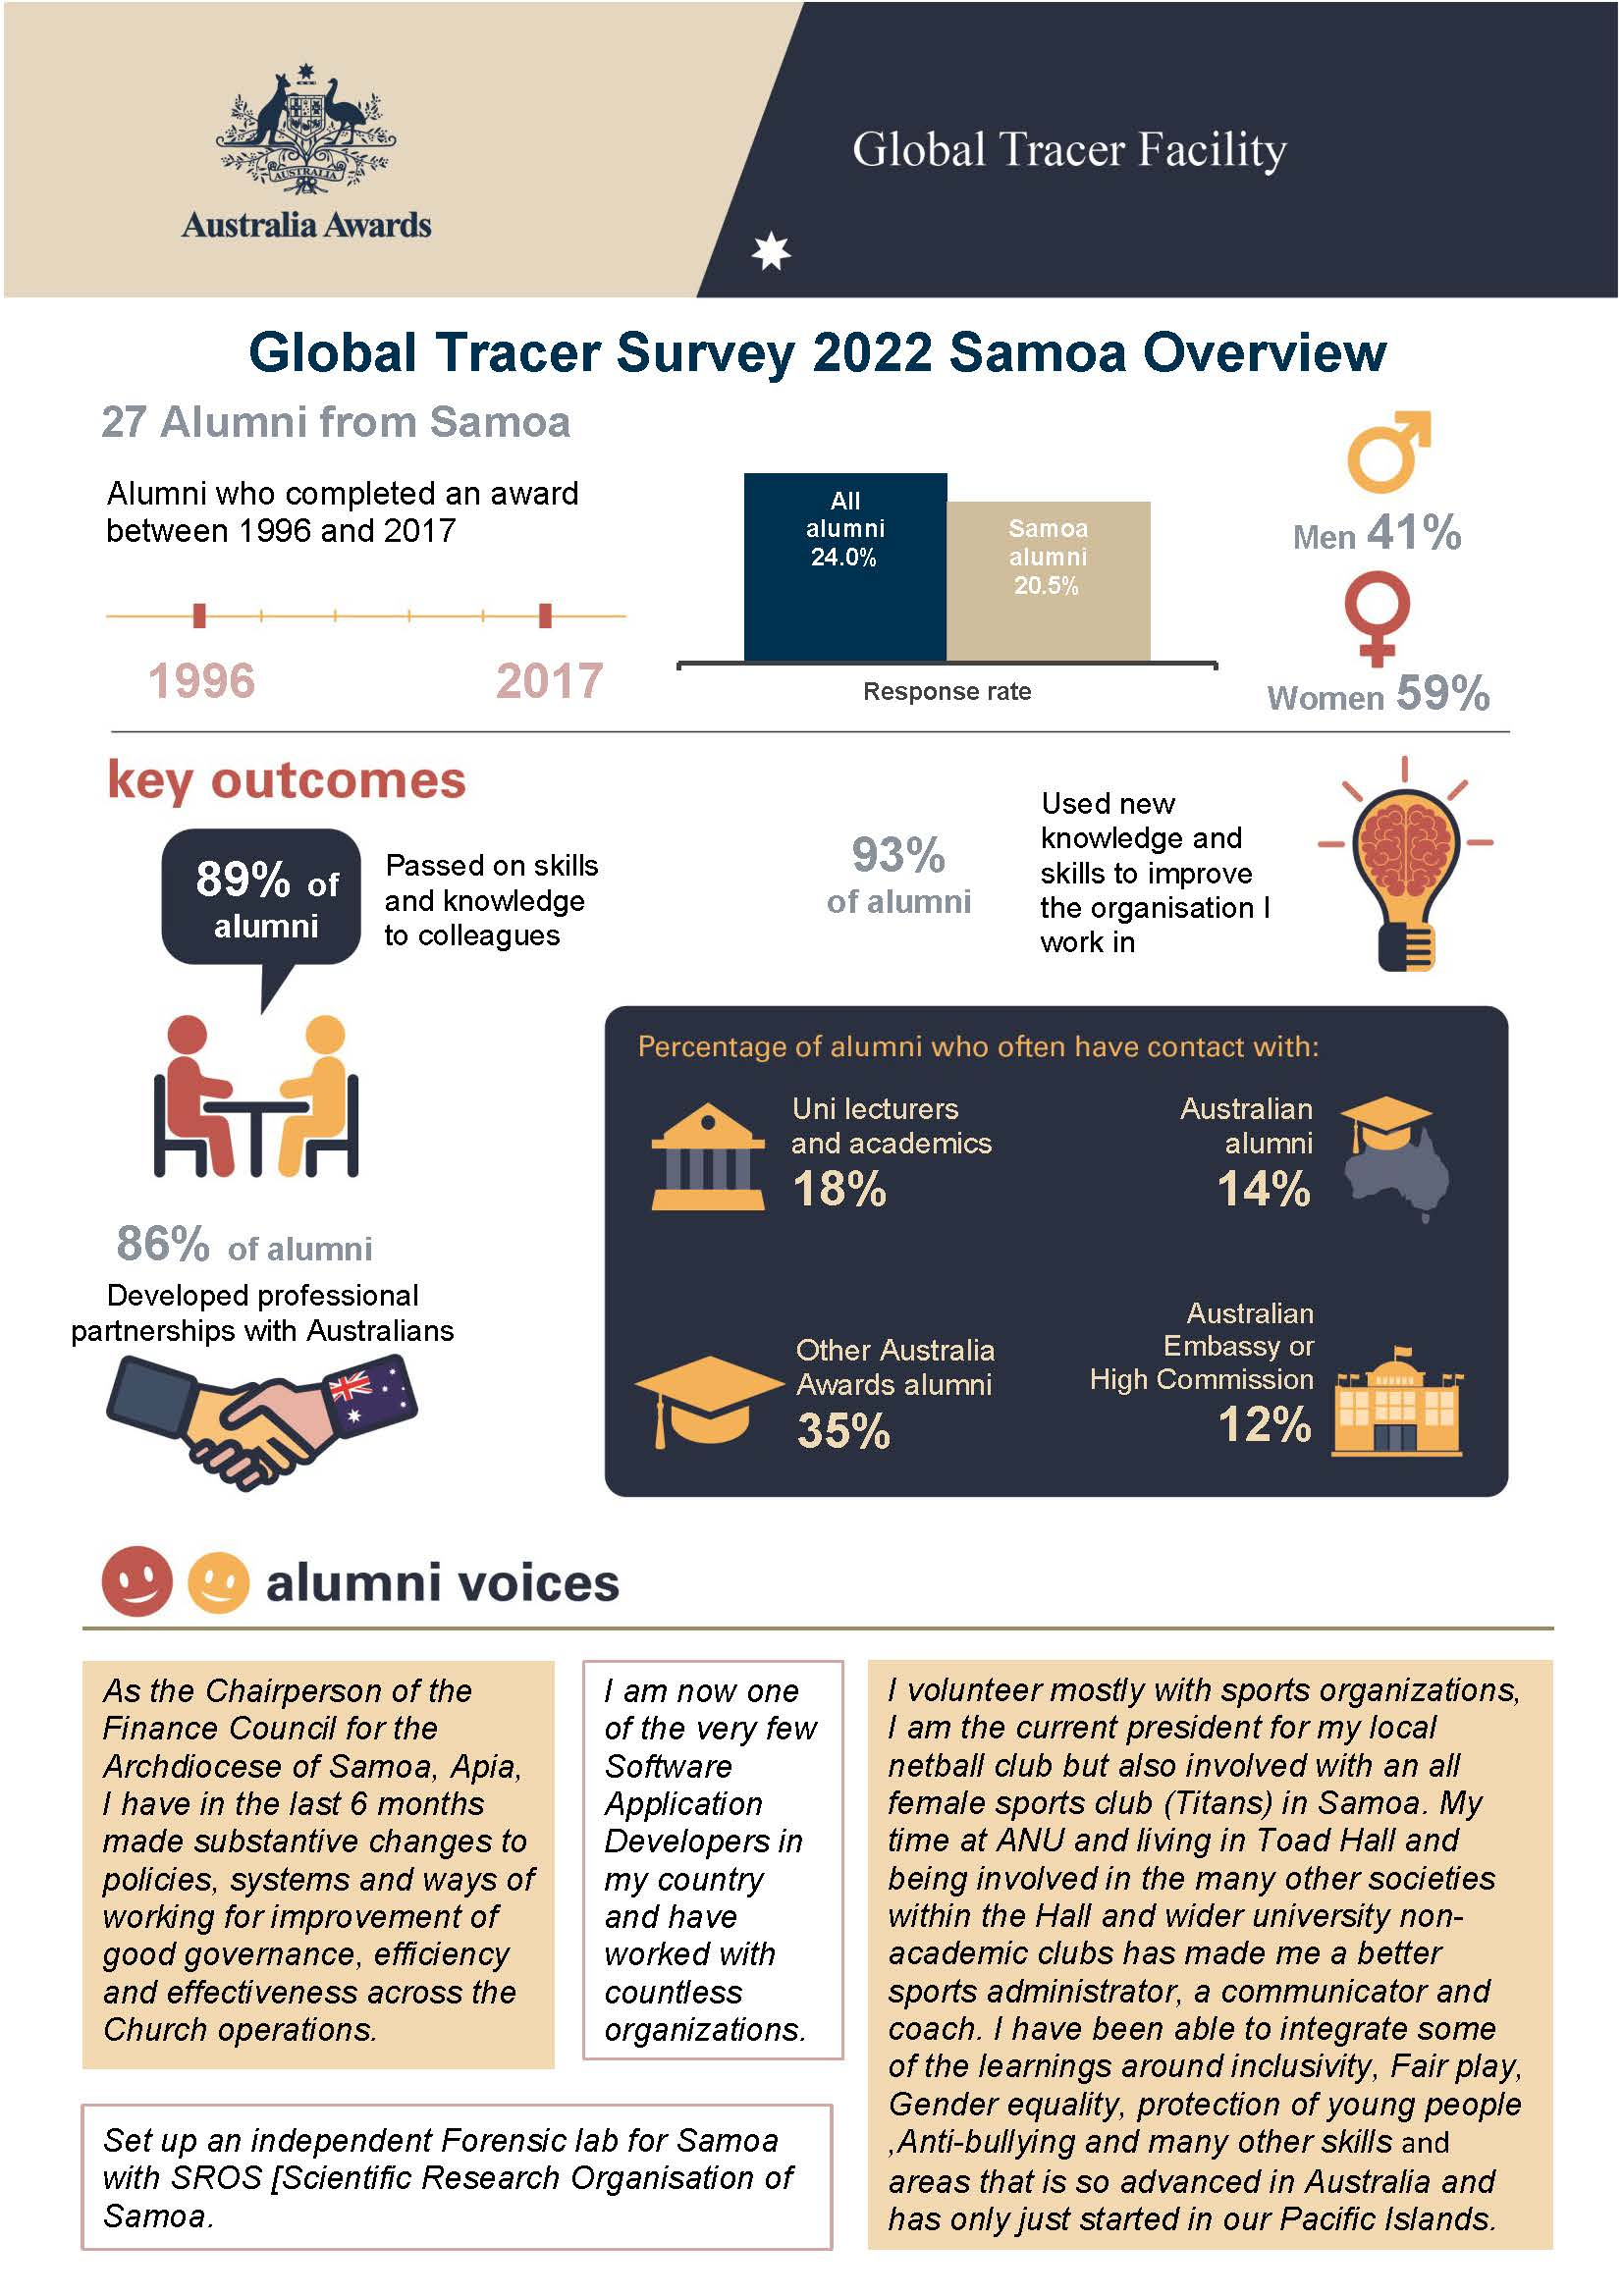 AUSTRALIA
Australia Awards
Global Tracer Facility
Global Tracer Survey 2022 Samoa Overview
27 Alumni from Samoa
Alumni who completed an award
between 1996 and 2017
1996
2017
All
alumni
24.0%
Samoa
alumni
20.5%
Response rate
Men 41%
Women 59%
key outcomes
89% of
alumni
Passed on skills
and knowledge
to colleagues
93%
of alumni
Used new
knowledge and
skills to improve
the organisation I
work in
86% of alumni
Developed professional
partnerships with Australians
Percentage of alumni who often have contact with:
Uni lecturers
and academics
18%
Australian
alumni
14%
Other Australia
Awards alumni
35%
Australian
Embassy or
High Commission
12%
alumni voices
As the Chairperson of the
Finance Council for the
Archdiocese of Samoa, Apia,
I have in the last 6 months
made substantive changes to
policies, systems and ways of
working for improvement of
good governance, efficiency
and effectiveness across the
Church operations.
I am now one
of the very few
Software
Application
Developers in
my country
and have
worked with
countless
organizations.
I volunteer mostly with sports organizations,
I am the current president for my local
netball club but also involved with an all
female sports club (Titans) in Samoa. My
time at ANU and living in Toad Hall and
being involved in the many other societies
within the Hall and wider university non-
academic clubs has made me a better
sports administrator, a communicator and
coach. I have been able to integrate some
of the learnings around inclusivity, Fair play,
Gender equality, protection of young people
,Anti-bullying and many other skills and
areas that is so advanced in Australia and
has only just started in our Pacific Islands.
Set up an independent Forensic lab for Samoa
with SROS [Scientific Research Organisation of
Samoa.